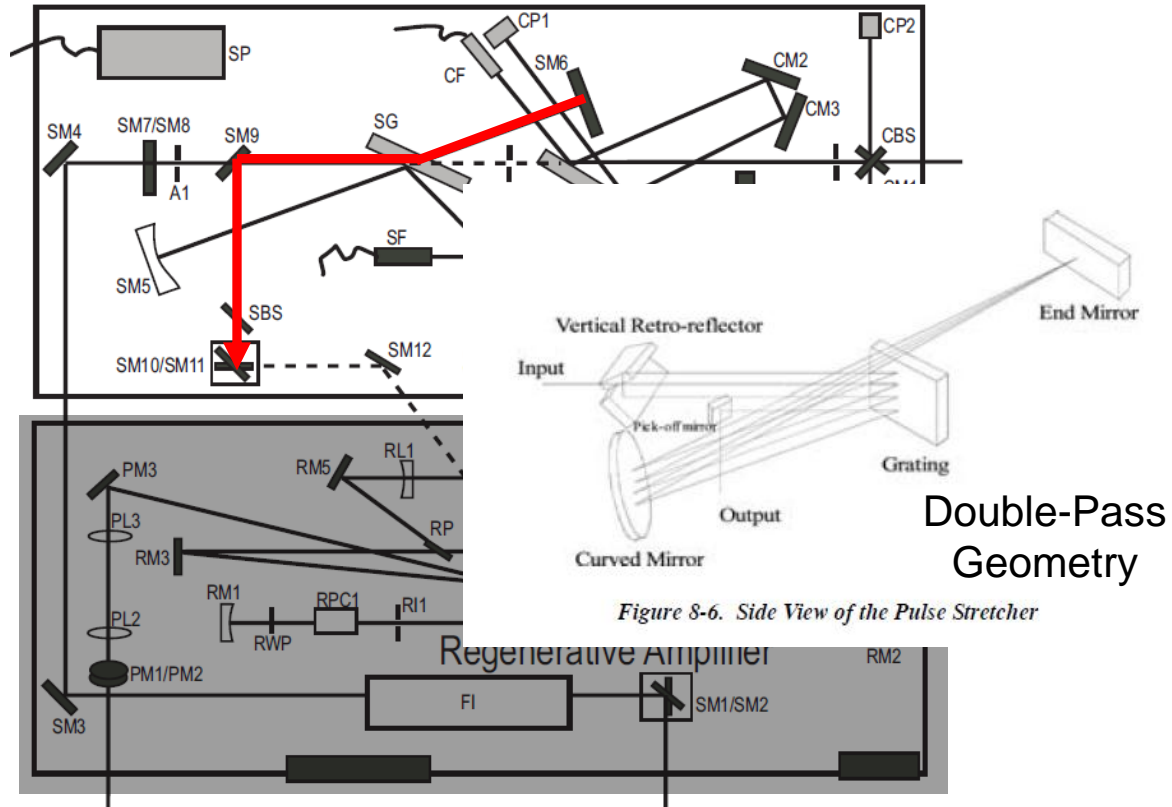 CP1
CP2
SP
CF
SM6
CM2
CM3
SM4
SM7/SM8
SM9
SG
CBS
A1
SM5
SF
SBS
SM10/SM11
SM12
End Mirror
Vertical Retro-reflector
Input
Pick-off mirror
Grating
Output
Curved Mirror
Double-Pass
Geometry
Figure 8-6. Side View of the Pulse Stretcher
PM3
RM5
RL1
PL3
RP
RM3
RM1
RPC1
RI1
PL2
RWP
Regenerative Amplifier
RM2
PM1/PM2
FI
SM1/SM2
SM3